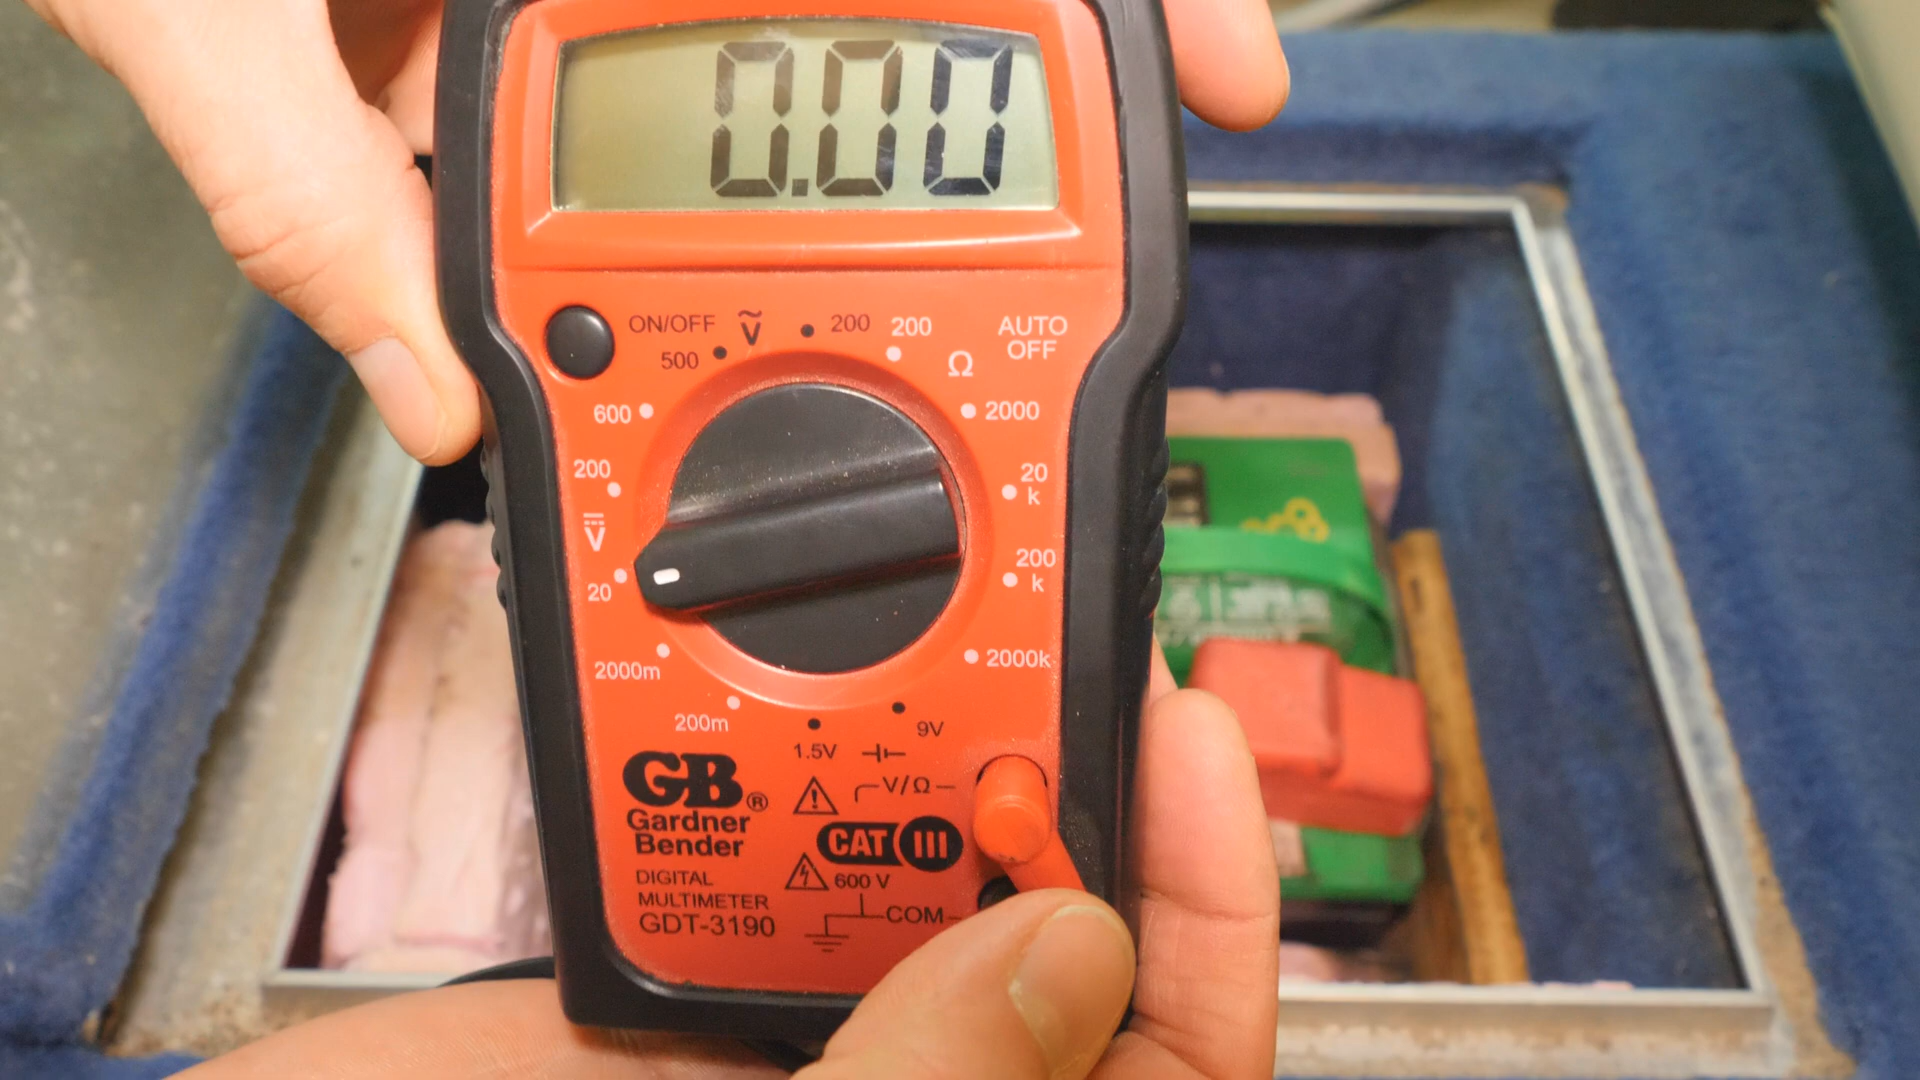 0.00
ON/OFF
Ṽ
200
200
AUTO
OFF
500
Ω
600
2000
200
20
k
V
20
200
k
2000m
2000k
200m
1.5V
9V
GB®
Gardner
Bender
V/Ω
CAT III
DIGITAL
MULTIMETER
GDT-3190
600 V
COM